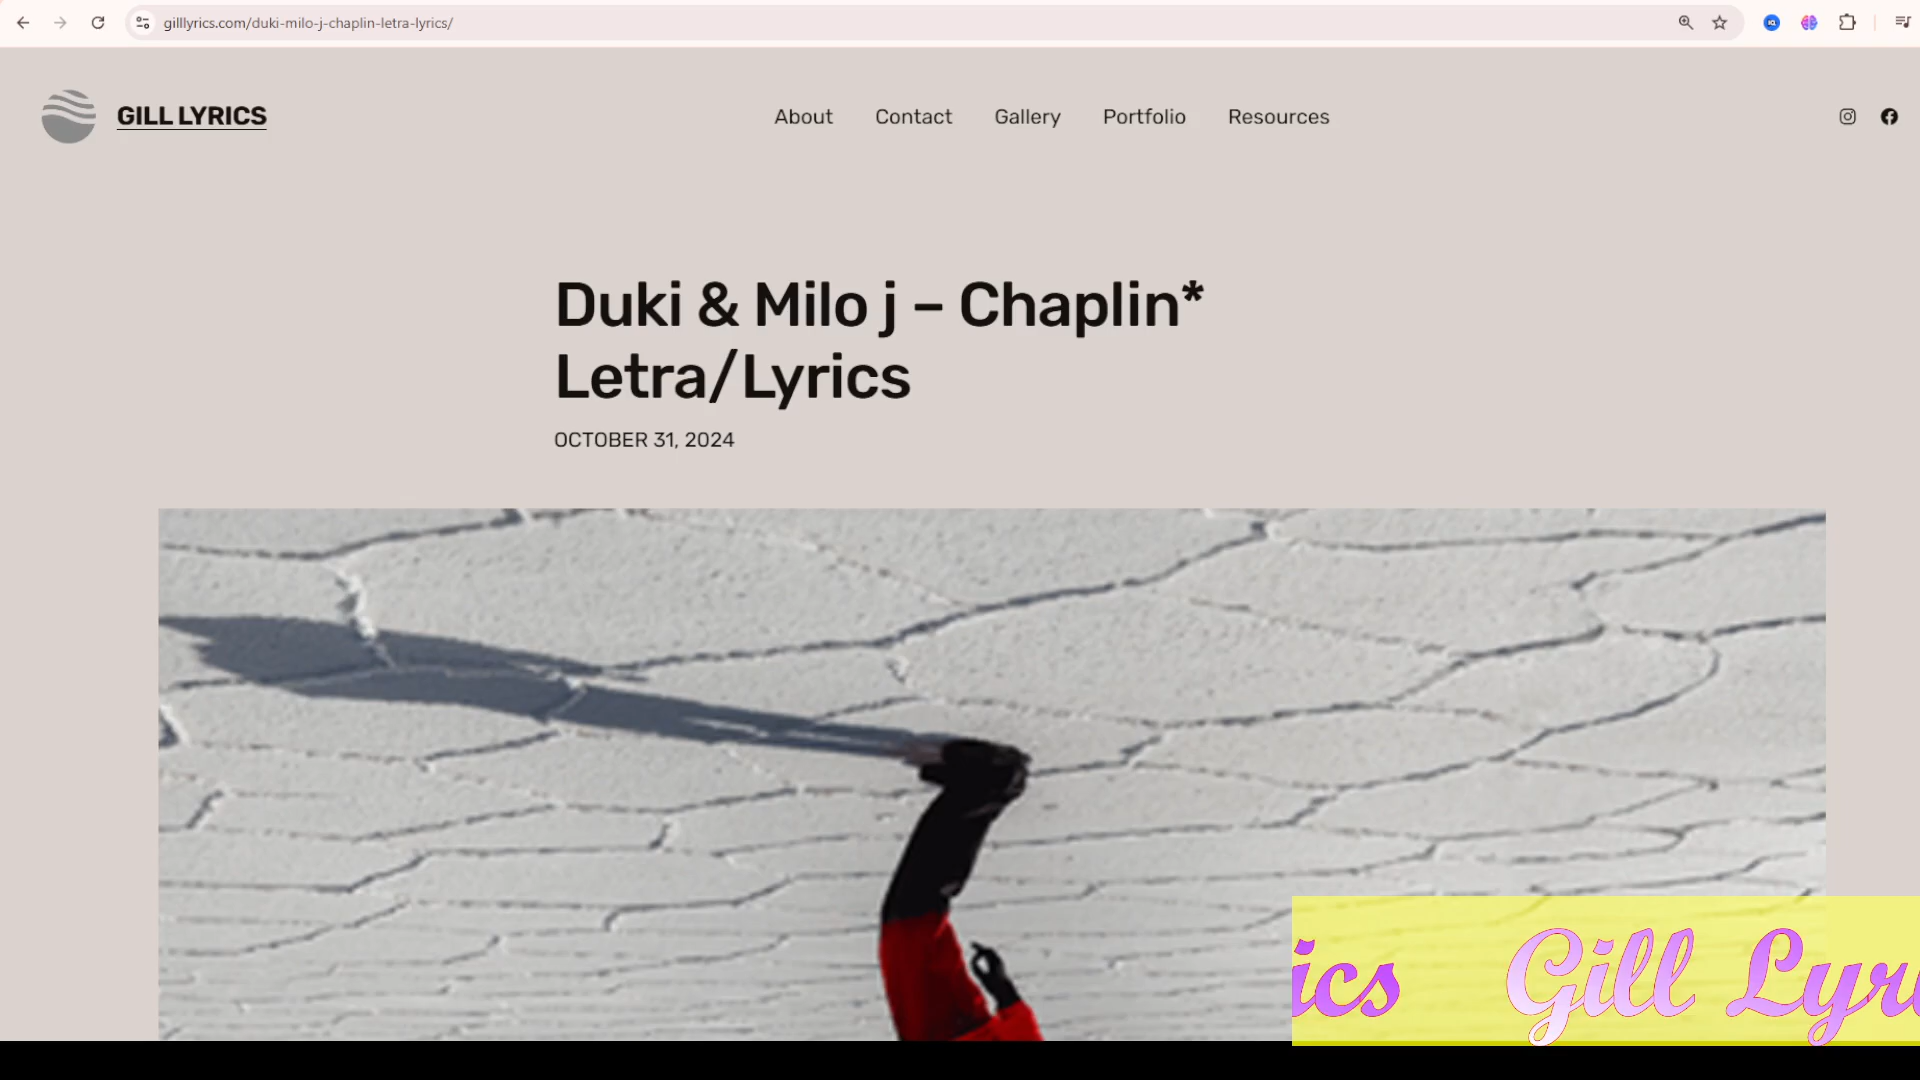 gilllyrics.com/duki-milo-j-chaplin-letra-lyrics/
GILL LYRICS
About
Contact
Gallery
Portfolio
Resources
Duki & Milo j – Chaplin*
Letra/Lyrics
OCTOBER 31, 2024
ics Gill Lyri